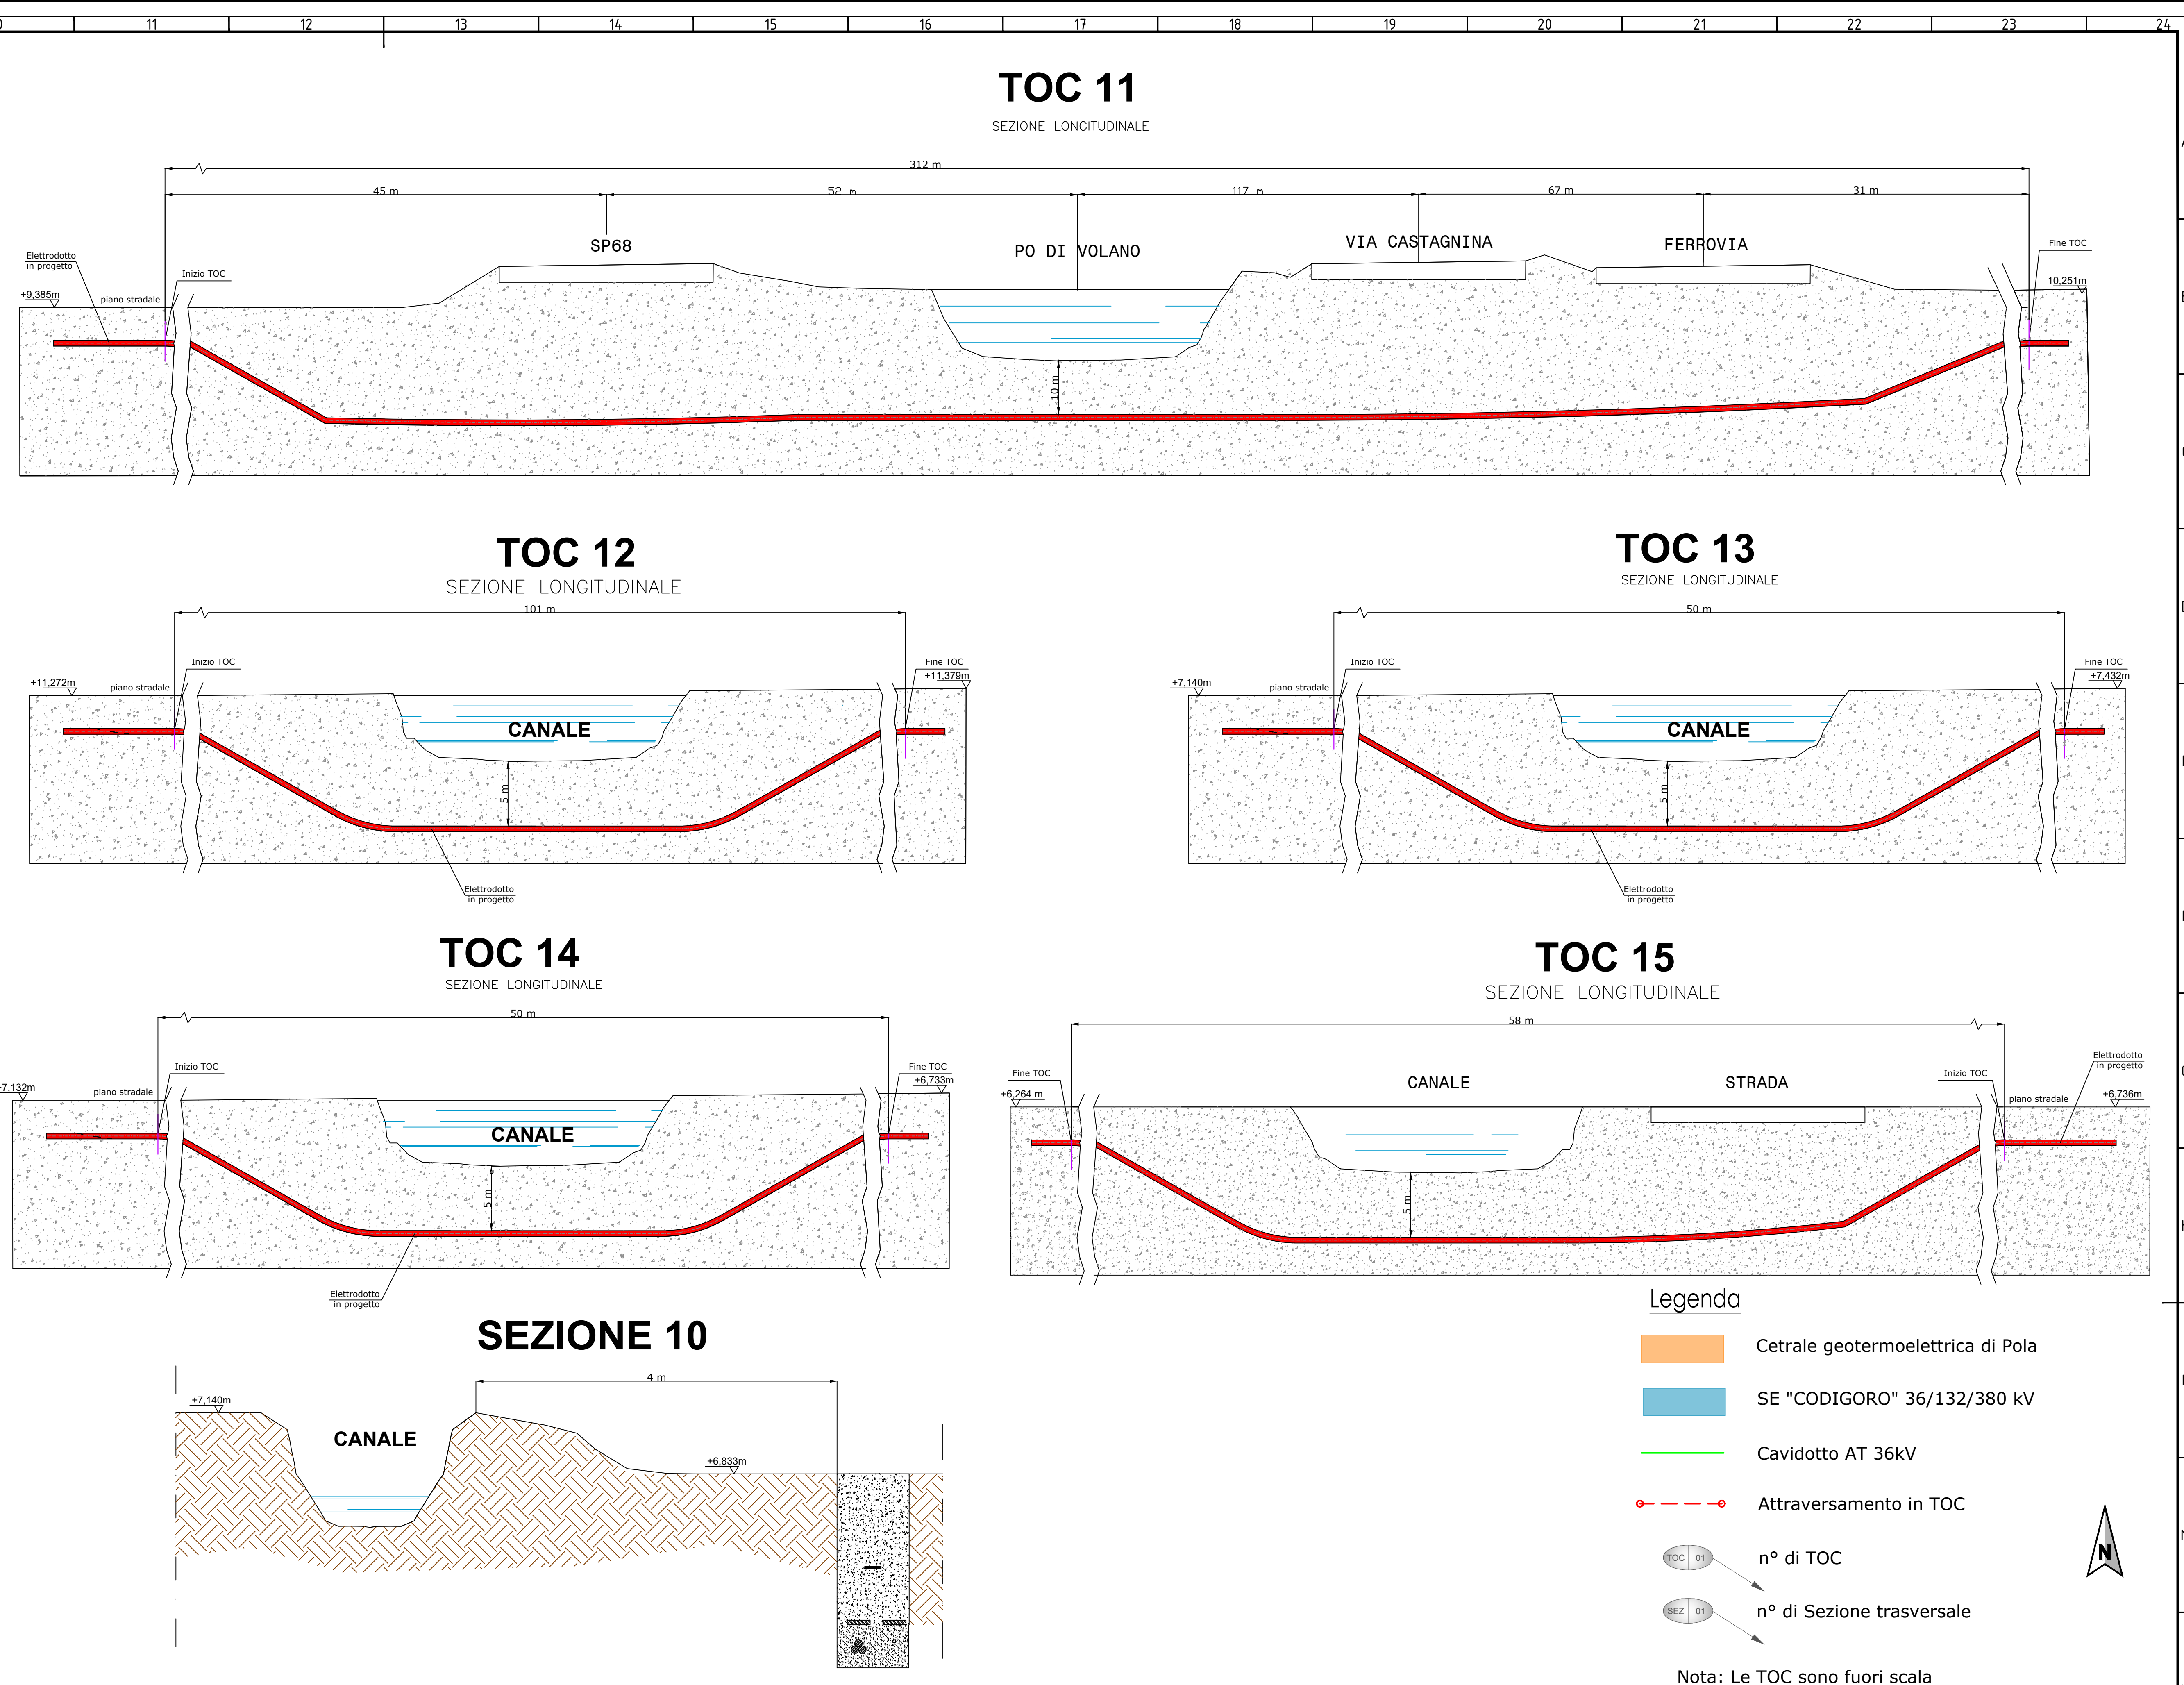 11 12 13 14 15 16 17 18 19 20 21 22 23 24
TOC 11
SEZIONE LONGITUDINALE
312 m
45 m 52 m 117 m 67 m 31 m
SP68 PO DI VOLANO VIA CASTAGNINA FERROVIA
Elettrodotto
in progetto
Inizio TOC
Fine TOC
+9,385m
piano stradale
10,251m
10 m
TOC 12
SEZIONE LONGITUDINALE
101 m
Inizio TOC
Fine TOC
+11,272m
piano stradale
+11,379m
CANALE
5 m
Elettrodotto
in progetto
TOC 13
SEZIONE LONGITUDINALE
50 m
Inizio TOC
Fine TOC
+7,140m
piano stradale
+7,432m
CANALE
5 m
Elettrodotto
in progetto
TOC 14
SEZIONE LONGITUDINALE
50 m
Inizio TOC
Fine TOC
+7,132m
piano stradale
+6,733m
CANALE
5 m
Elettrodotto
in progetto
TOC 15
SEZIONE LONGITUDINALE
58 m
Fine TOC
CANALE
STRADA
Inizio TOC
Elettrodotto
in progetto
+6,264 m
piano stradale
+6,736m
5 m
SEZIONE 10
4 m
+7,140m
CANALE
+6,833m
Legenda
Cetrale geotermoelettrica di Pola
SE "CODIGORO" 36/132/380 kV
Cavidotto AT 36kV
Attraversamento in TOC
TOC 01 n° di TOC
SEZ 01 n° di Sezione trasversale
N
Nota: Le TOC sono fuori scala